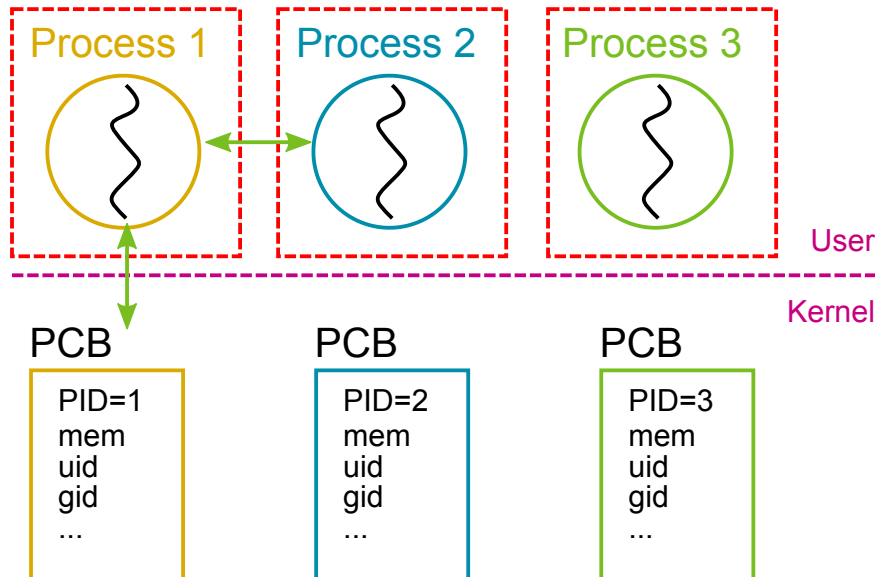 Process 1
Process 2
Process 3
User
Kernel
PCB
PID=1
mem
uid
gid
...
PCB
PID=2
mem
uid
gid
...
PCB
PID=3
mem
uid
gid
...